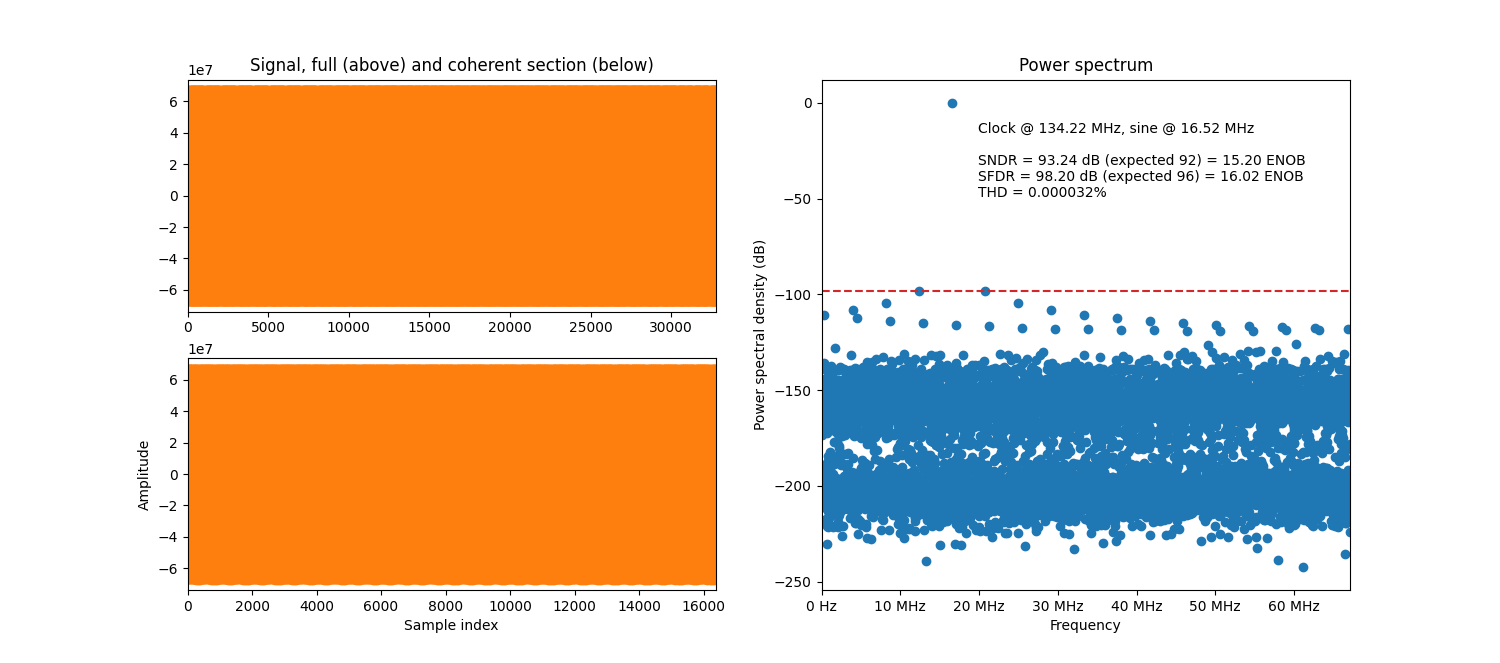 Signal, full (above) and coherent section (below)
1e7
6
4
2
0
−2
−4
−6
0 5000 10000 15000 20000 25000 30000
1e7
6
4
2
0
−2
−4
−6
Amplitude
0 2000 4000 6000 8000 10000 12000 14000 16000
Sample index
Power spectrum
0
−50
−100
−150
−200
−250
Power spectral density (dB)
Clock @ 134.22 MHz, sine @ 16.52 MHz
SNDR = 93.24 dB (expected 92) = 15.20 ENOB
SFDR = 98.20 dB (expected 96) = 16.02 ENOB
THD = 0.000032%
0 Hz 10 MHz 20 MHz 30 MHz 40 MHz 50 MHz 60 MHz
Frequency